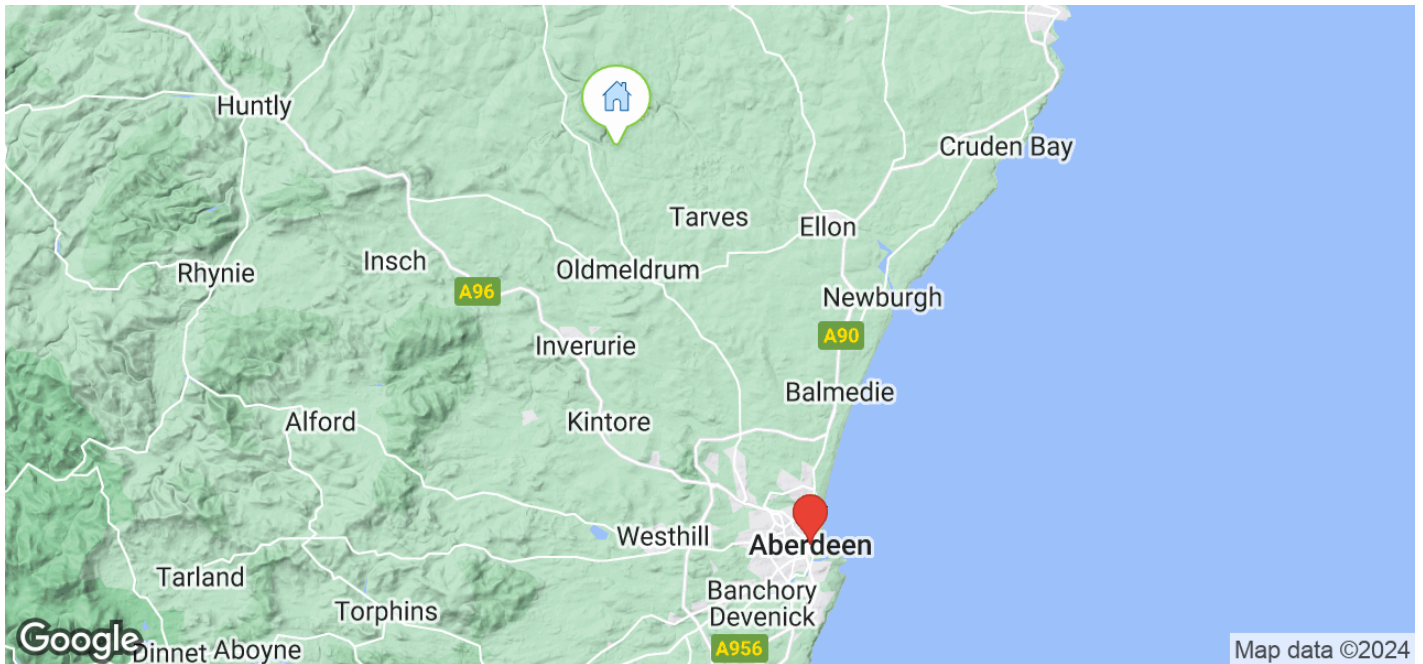 Huntly
Cruden Bay
Tarves
Ellon
Rhynie
Insch
Oldmeldrum
A96
Newburgh
Inverurie
A90
Balmedie
Alford
Kintore
Westhill
Aberdeen
Tarland
Banchory
Devenick
Torphins
Google
Dinnet
Aboyne
A956
Map data ©2024